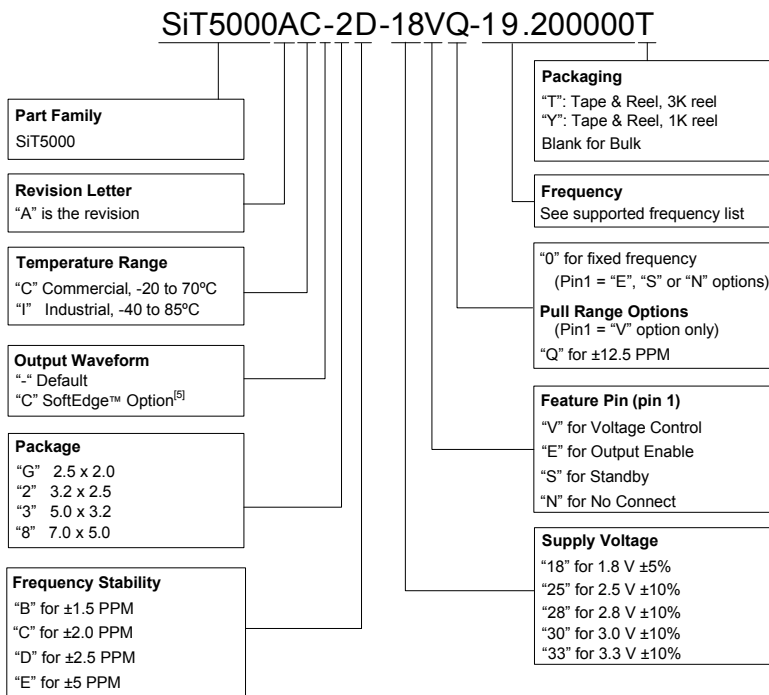 SiT5000AC-2D-18VQ-19.200000T
Part Family
SiT5000
Revision Letter
“A” is the revision
Temperature Range
“C” Commercial, -20 to 70ºC
“I” Industrial, -40 to 85ºC
Output Waveform
“-“ Default
“C” SoftEdge™ Option[5]
Package
“G” 2.5 x 2.0
“2” 3.2 x 2.5
“3” 5.0 x 3.2
“8” 7.0 x 5.0
Frequency Stability
“B” for ±1.5 PPM
“C” for ±2.0 PPM
“D” for ±2.5 PPM
“E” for ±5 PPM
Packaging
“T”: Tape & Reel, 3K reel
“Y”: Tape & Reel, 1K reel
Blank for Bulk
Frequency
See supported frequency list
“0” for fixed frequency
(Pin1 = “E”, “S” or “N” options)
Pull Range Options
(Pin1 = “V” option only)
“Q” for ±12.5 PPM
Feature Pin (pin 1)
“V” for Voltage Control
“E” for Output Enable
“S” for Standby
“N” for No Connect
Supply Voltage
“18” for 1.8 V ±5%
“25” for 2.5 V ±10%
“28” for 2.8 V ±10%
“30” for 3.0 V ±10%
“33” for 3.3 V ±10%